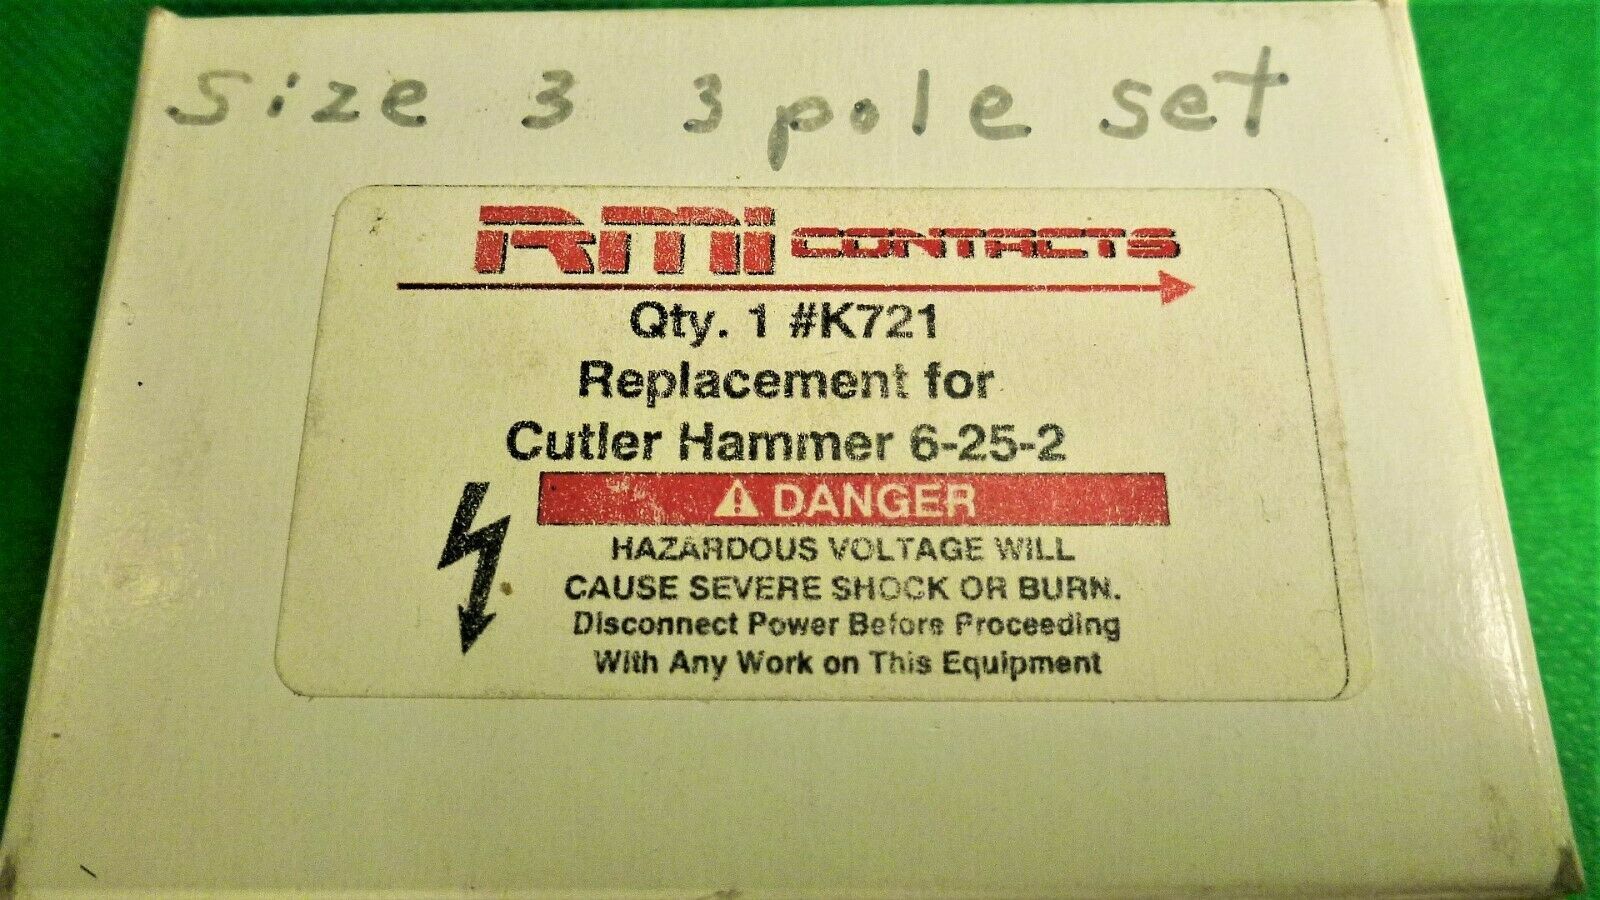 Size 3 3 pole set
RMI CONTACTS
Qty. 1 #K721
Replacement for
Cutler Hammer 6-25-2
DANGER
HAZARDOUS VOLTAGE WILL
CAUSE SEVERE SHOCK OR BURN.
Disconnect Power Before Proceeding
With Any Work on This Equipment